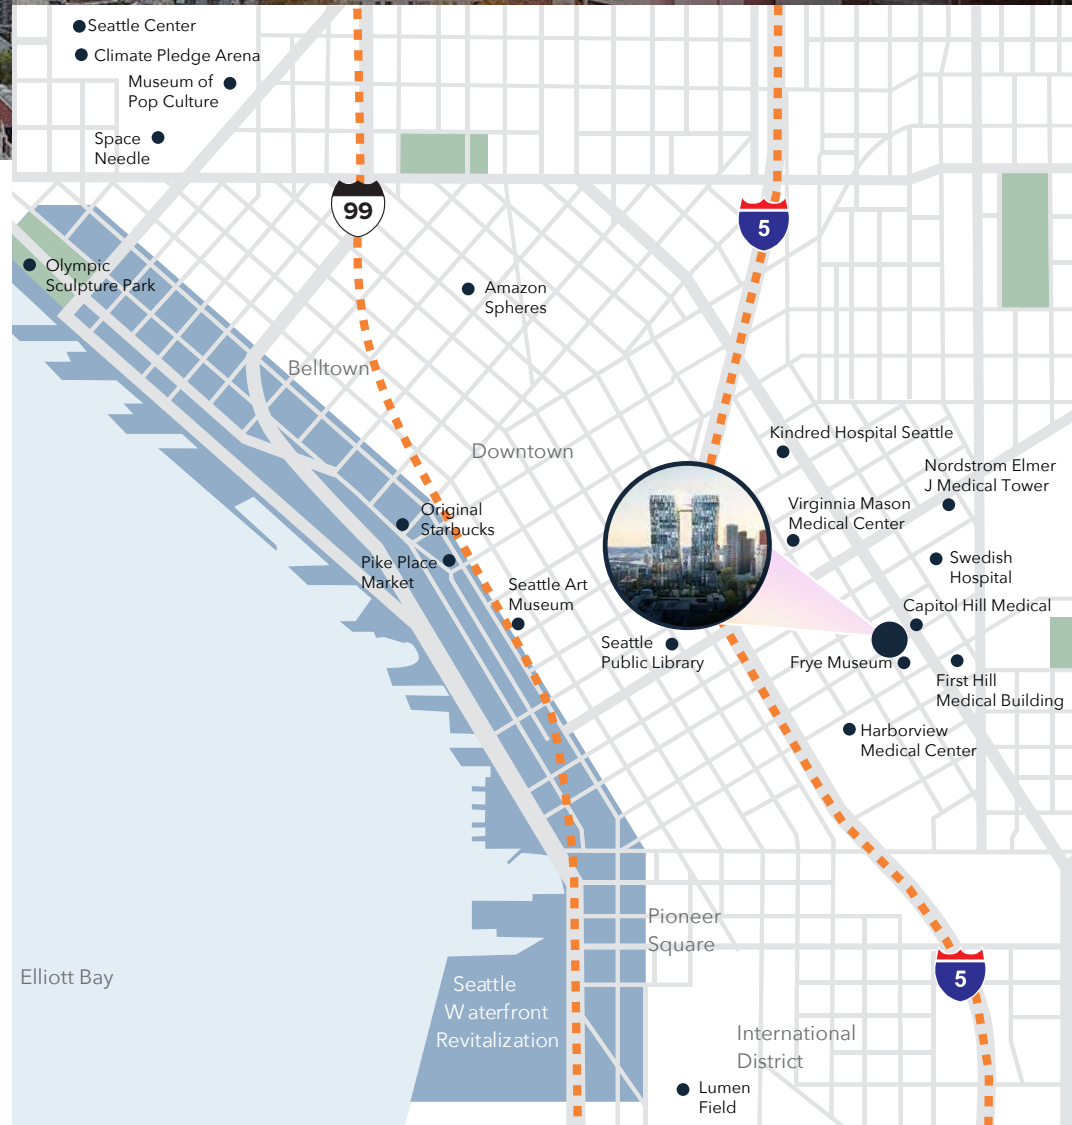 Seattle Center
Climate Pledge Arena
Museum of
Pop Culture
Space
Needle
99
5
Olympic
Sculpture Park
Amazon
Spheres
Belltown
Downtown
Kindred Hospital Seattle
Nordstrom Elmer
J Medical Tower
Virginnia Mason
Medical Center
Original
Starbucks
Pike Place
Market
Swedish
Hospital
Seattle Art
Museum
Capitol Hill Medical
Seattle
Public Library
Frye Museum
First Hill
Medical Building
Harborview
Medical Center
Pioneer
Square
Elliott Bay
5
Seattle
Waterfront
Revitalization
International
District
Lumen
Field